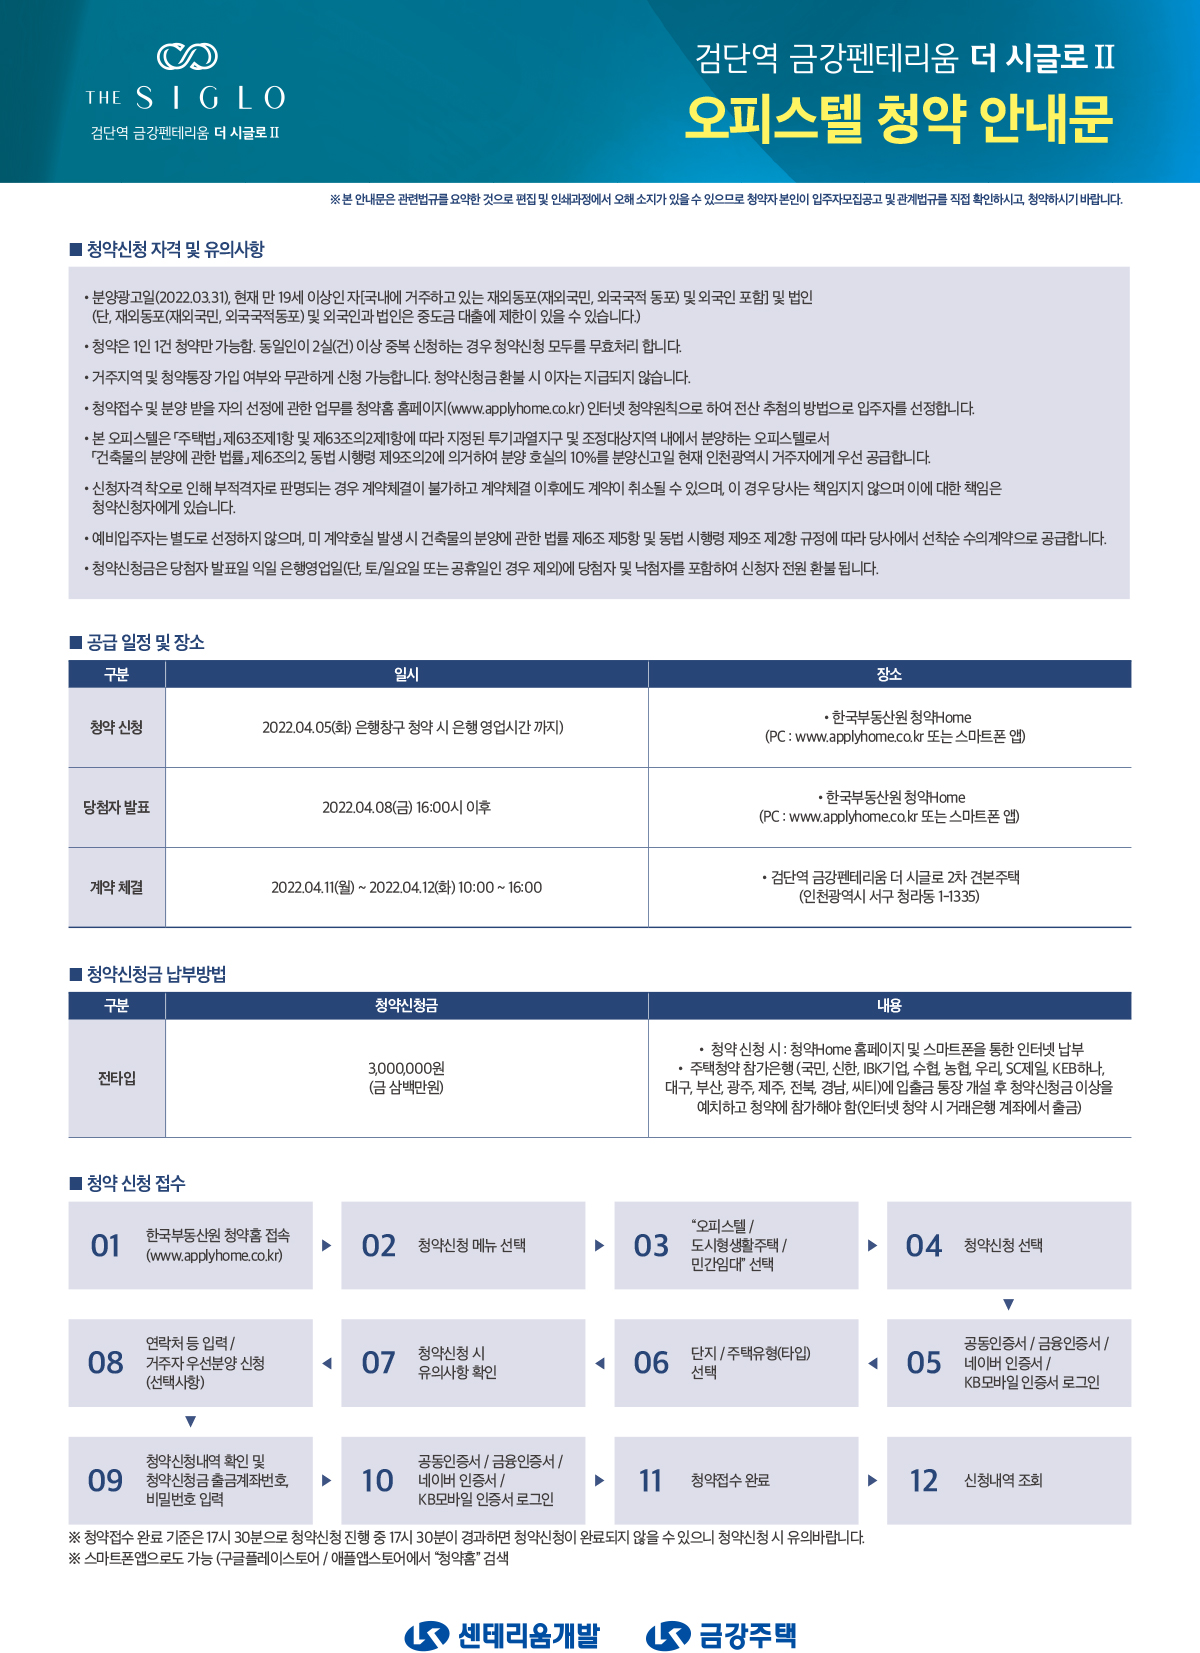 THE SIGLO
검단역 금강펜테리움 더 시글로 II
검단역 금강펜테리움 더 시글로 II
오피스텔 청약 안내문
※ 본 안내문은 관련법규를 요약한 것으로 편집 및 인쇄과정에서 오해 소지가 있을 수 있으므로 청약자 본인이 입주자모집공고 및 관계법규를 직접 확인하시고, 청약하시기 바랍니다.
■ 청약신청 자격 및 유의사항
• 분양광고일(2022.03.31), 현재 만 19세 이상인 자[국내에 거주하고 있는 재외동포(재외국민, 외국국적 동포) 및 외국인 포함] 및 법인
(단, 재외동포(재외국민, 외국국적동포) 및 외국인과 법인은 중도금 대출에 제한이 있을 수 있습니다.)
• 청약은 1인 1건 청약만 가능함. 동일인이 2실(건) 이상 중복 신청하는 경우 청약신청 모두를 무효처리 합니다.
• 거주지역 및 청약통장 가입 여부와 무관하게 신청 가능합니다. 청약신청금 환불 시 이자는 지급되지 않습니다.
• 청약접수 및 분양 받을 자의 선정에 관한 업무를 청약홈 홈페이지(www.applyhome.co.kr) 인터넷 청약원칙으로 하여 전산 추첨의 방법으로 입주자를 선정합니다.
• 본 오피스텔은 「주택법」 제63조제1항 및 제63조의2제1항에 따라 지정된 투기과열지구 및 조정대상지역 내에서 분양하는 오피스텔로서
「건축물의 분양에 관한 법률」 제6조의2, 동법 시행령 제9조의2에 의거하여 분양 호실의 10%를 분양신고일 현재 인천광역시 거주자에게 우선 공급합니다.
• 신청자격 착오로 인해 부적격자로 판명되는 경우 계약체결이 불가하고 계약체결 이후에도 계약이 취소될 수 있으며, 이 경우 당사는 책임지지 않으며 이에 대한 책임은
청약신청자에게 있습니다.
• 예비입주자는 별도로 선정하지 않으며, 미 계약호실 발생 시 건축물의 분양에 관한 법률 제6조 제5항 및 동법 시행령 제9조 제2항 규정에 따라 당사에서 선착순 수의계약으로 공급합니다.
• 청약신청금은 당첨자 발표일 익일 은행영업일(단, 토/일요일 또는 공휴일인 경우 제외)에 당첨자 및 낙첨자를 포함하여 신청자 전원 환불 됩니다.
■ 공급 일정 및 장소
구분 일시 장소
청약 신청 2022.04.05(화) 은행창구 청약 시 은행 영업시간 까지) • 한국부동산원 청약Home
(PC : www.applyhome.co.kr 또는 스마트폰 앱)
당첨자 발표 2022.04.08(금) 16:00시 이후 • 한국부동산원 청약Home
(PC : www.applyhome.co.kr 또는 스마트폰 앱)
계약 체결 2022.04.11(월) ~ 2022.04.12(화) 10:00 ~ 16:00 • 검단역 금강펜테리움 더 시글로 2차 견본주택
(인천광역시 서구 청라동 1-1335)
■ 청약신청금 납부방법
구분 청약신청금 내용
전타입
3,000,000원
(금 삼백만원)
• 청약 신청 시 : 청약Home 홈페이지 및 스마트폰을 통한 인터넷 납부
• 주택청약 참가은행 (국민, 신한, IBK기업, 수협, 농협, 우리, SC제일, KEB하나,
대구, 부산, 광주, 제주, 전북, 경남, 씨티)에 입출금 통장 개설 후 청약신청금 이상을
예치하고 청약에 참가해야 함(인터넷 청약 시 거래은행 계좌에서 출금)
■ 청약 신청 접수
01 한국부동산원 청약홈 접속
(www.applyhome.co.kr)
▶
02 청약신청 메뉴 선택
▶
03 “오피스텔 /
도시형생활주택 /
민간임대” 선택
▶
04 청약신청 선택
▼
05 공동인증서 / 금융인증서 /
네이버 인증서 /
KB모바일 인증서 로그인
◀
06 단지 / 주택유형(타입)
선택
◀
07 청약신청 시
유의사항 확인
◀
08 연락처 등 입력 /
거주자 우선분양 신청
(선택사항)
▼
09 청약신청내역 확인 및
청약신청금 출금계좌번호,
비밀번호 입력
▶
10 공동인증서 / 금융인증서 /
네이버 인증서 /
KB모바일 인증서 로그인
▶
11 청약접수 완료
▶
12 신청내역 조회
※ 청약접수 완료 기준은 17시 30분으로 청약신청 진행 중 17시 30분이 경과하면 청약신청이 완료되지 않을 수 있으니 청약신청 시 유의바랍니다.
※ 스마트폰앱으로도 가능 (구글플레이스토어 / 애플앱스토어에서 “청약홈” 검색
센테리움개발 금강주택